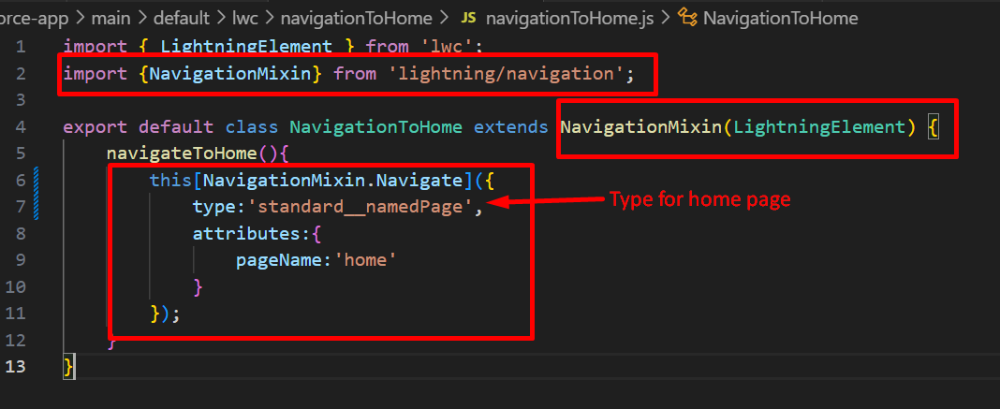 orce-app > main > default > lwc > navigationToHome > JS navigationToHome.js > NavigationToHome
1 import { LightningElement } from 'lwc';
2 import {NavigationMixin} from 'lightning/navigation';
3
4 export default class NavigationToHome extends NavigationMixin(LightningElement) {
5 navigateToHome(){
6 this[NavigationMixin.Navigate]({
7 type:'standard__namedPage', Type for home page
8 attributes:{
9 pageName:'home'
10 }
11 });
12 }
13 }